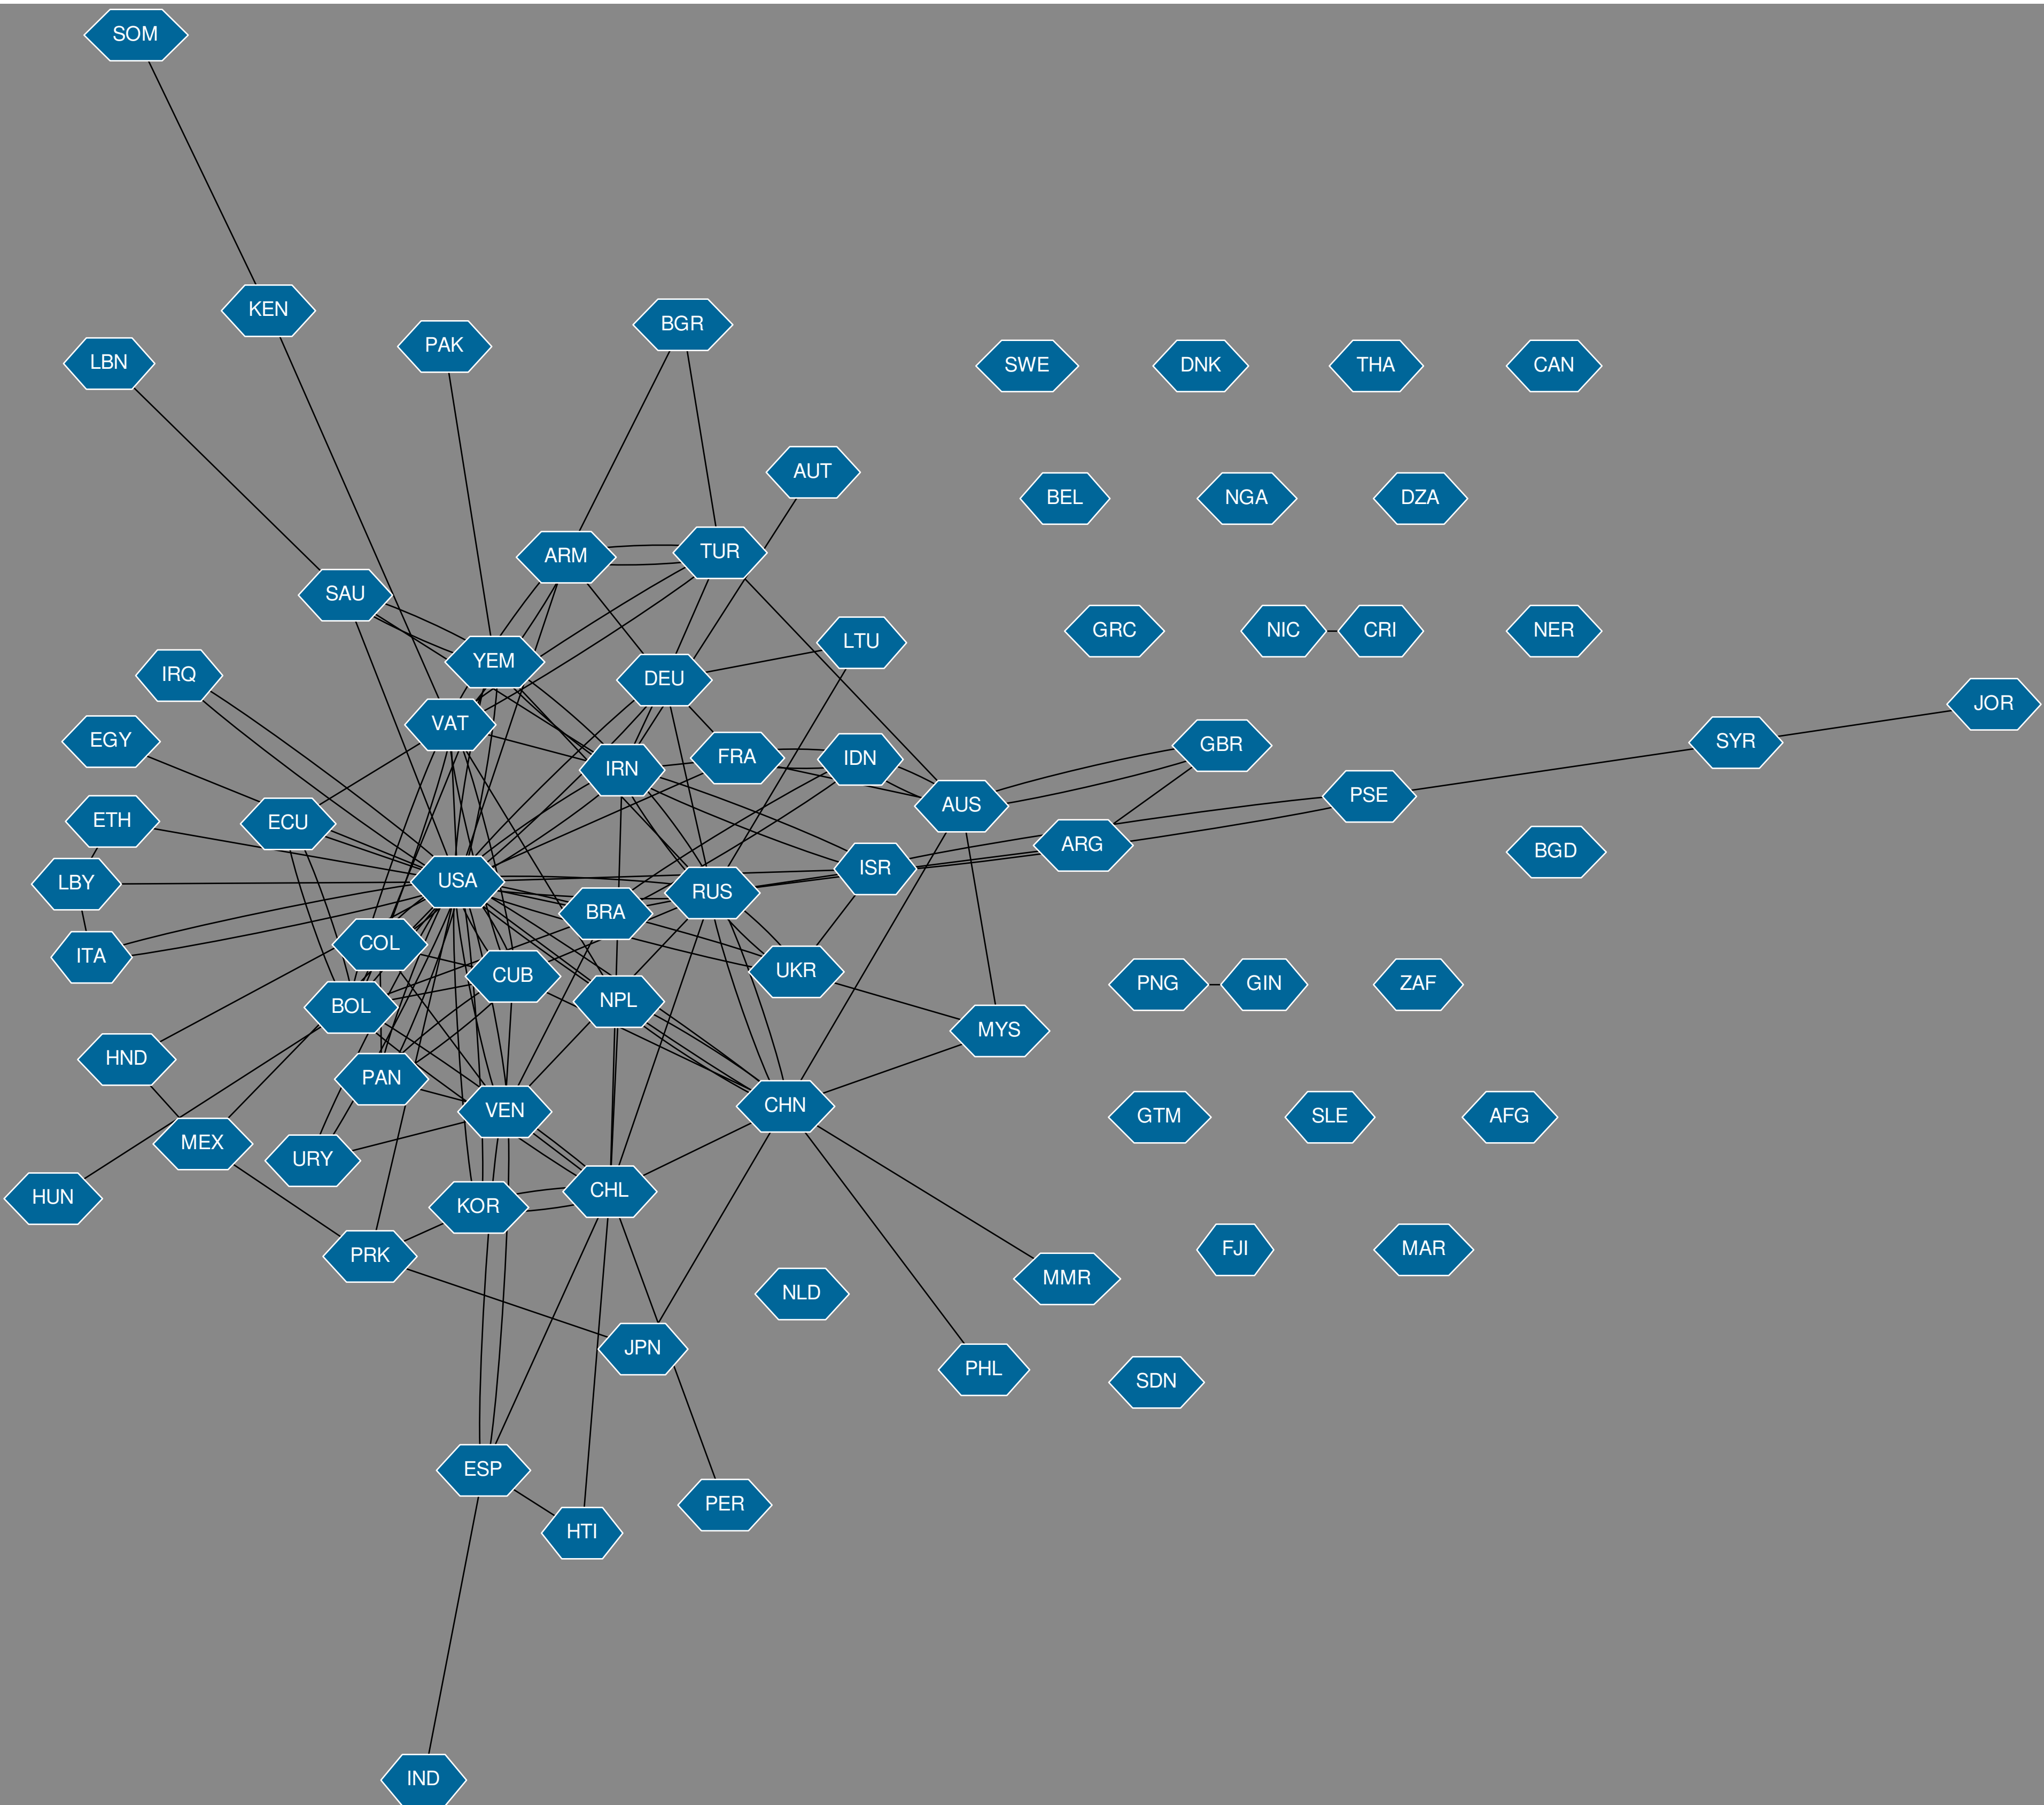 SOM
KEN
BGR
PAK
LBN
SWE
DNK
THA
CAN
AUT
BEL
NGA
DZA
TUR
ARM
SAU
GRC
NIC
CRI
NER
LTU
YEM
IRQ
DEU
JOR
VAT
EGY
SYR
GBR
FRA
IDN
IRN
PSE
AUS
ETH
ECU
ARG
BGD
ISR
USA
LBY
RUS
BRA
COL
ITA
UKR
CUB
PNG
GIN
ZAF
NPL
BOL
MYS
HND
PAN
CHN
VEN
GTM
SLE
AFG
MEX
URY
CHL
HUN
KOR
FJI
MAR
PRK
MMR
NLD
JPN
PHL
SDN
ESP
PER
HTI
IND